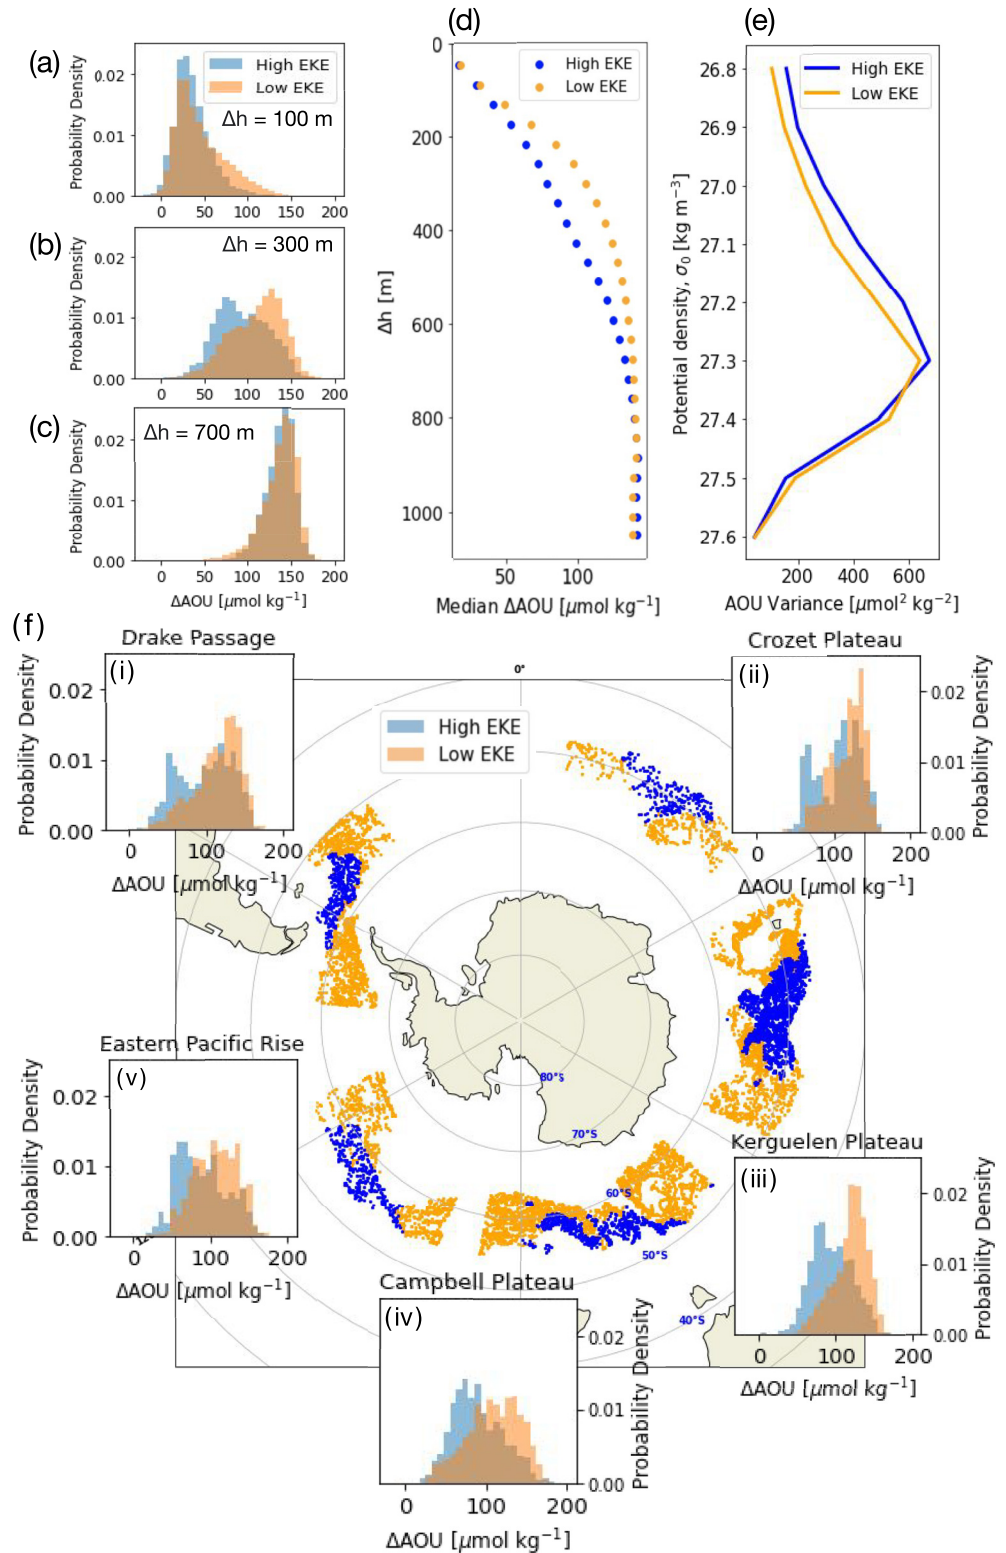 (a)
0.02
0.01
0.00
Probability Density
High EKE
Low EKE
Δh = 100 m
0 50 100 150 200
(b)
0.02
0.01
0.00
Probability Density
Δh = 300 m
0 50 100 150 200
(c)
0.02
0.01
0.00
Probability Density
Δh = 700 m
0 50 100 150 200
ΔAOU [μmol kg⁻¹]
(d)
High EKE
Low EKE
0
200
400
600
800
1000
Δh [m]
50 100
Median ΔAOU [μmol kg⁻¹]
(e)
High EKE
Low EKE
26.8
26.9
27.0
27.1
27.2
27.3
27.4
27.5
27.6
Potential density, σ₀ [kg m⁻³]
200 400 600
AOU Variance [μmol² kg⁻²]
(f)
Drake Passage
(i)
0.02
0.01
0.00
Probability Density
0 100 200
ΔAOU [μmol kg⁻¹]
0°
High EKE
Low EKE
Crozet Plateau
(ii)
0.02
0.01
0.00
Probability Density
0 100 200
ΔAOU [μmol kg⁻¹]
80°S
70°S
60°S
50°S
40°S
Eastern Pacific Rise
(v)
0.02
0.01
0.00
Probability Density
0 100 200
ΔAOU [μmol kg⁻¹]
Kerguelen Plateau
(iii)
0.02
0.01
0.00
Probability Density
0 100 200
ΔAOU [μmol kg⁻¹]
Campbell Plateau
(iv)
0.02
0.01
0.00
Probability Density
0 100 200
ΔAOU [μmol kg⁻¹]